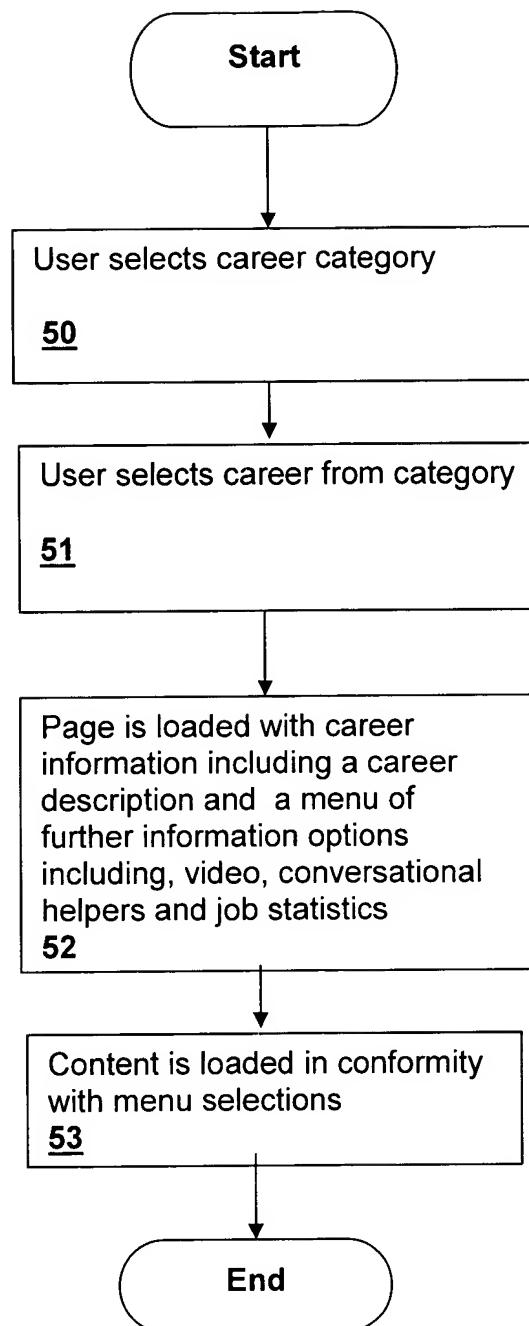 Start
User selects career category
50
User selects career from category
51
Page is loaded with career
information including a career
description and a menu of
further information options
including, video, conversational
helpers and job statistics
52
Content is loaded in conformity
with menu selections
53
End